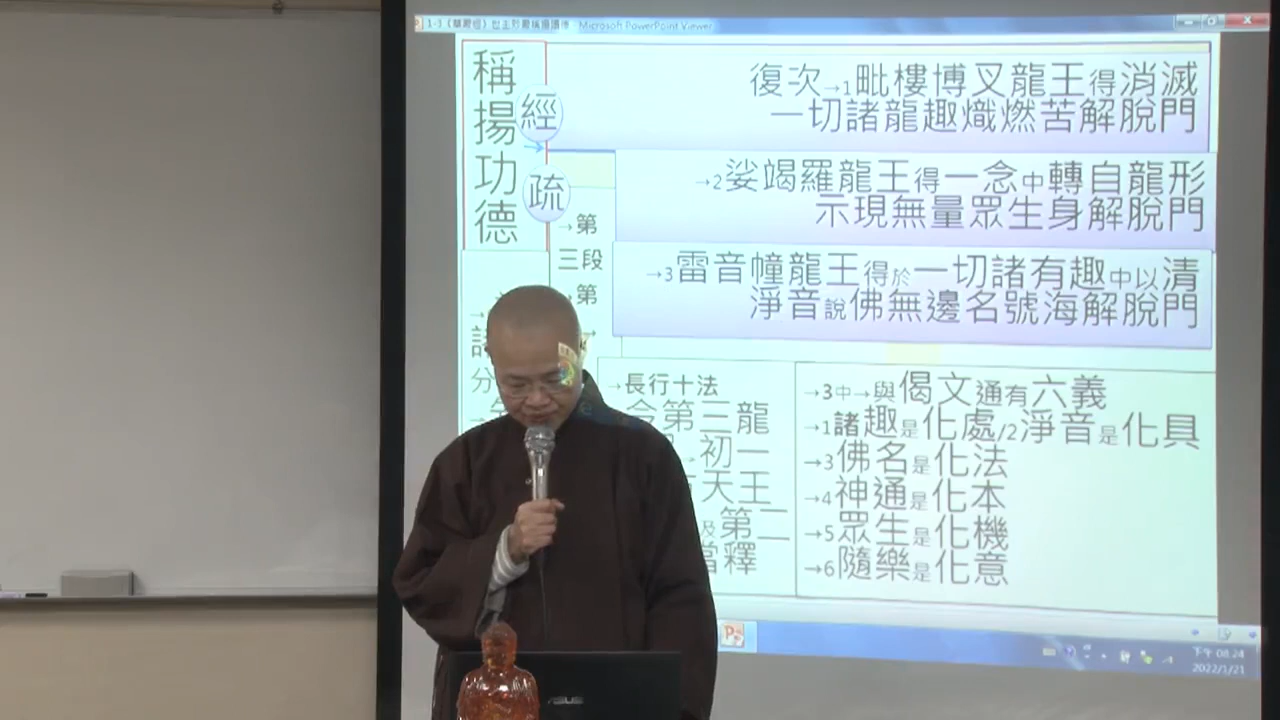 1-3《華嚴經》世主妙嚴稱揚讚德 - Microsoft PowerPoint Viewer
稱揚功德
經
疏
復次→1毗樓博叉龍王得消滅
一切諸龍趣熾燃苦解脫門
→2娑竭羅龍王得一念中轉自龍形
示現無量眾生身解脫門
→3雷音幢龍王得於一切諸有趣中以清
淨音說佛無邊名號海解脫門
→第
三段
第
分
→長行十法
令第三龍
初一
天王
及第二
當釋
→3中→與偈文通有六義
→1諸趣是化處/2淨音是化具
→3佛名是化法
→4神通是化本
→5眾生是化機
→6隨樂是化意
下午 08:24
2022/1/21
ASUS